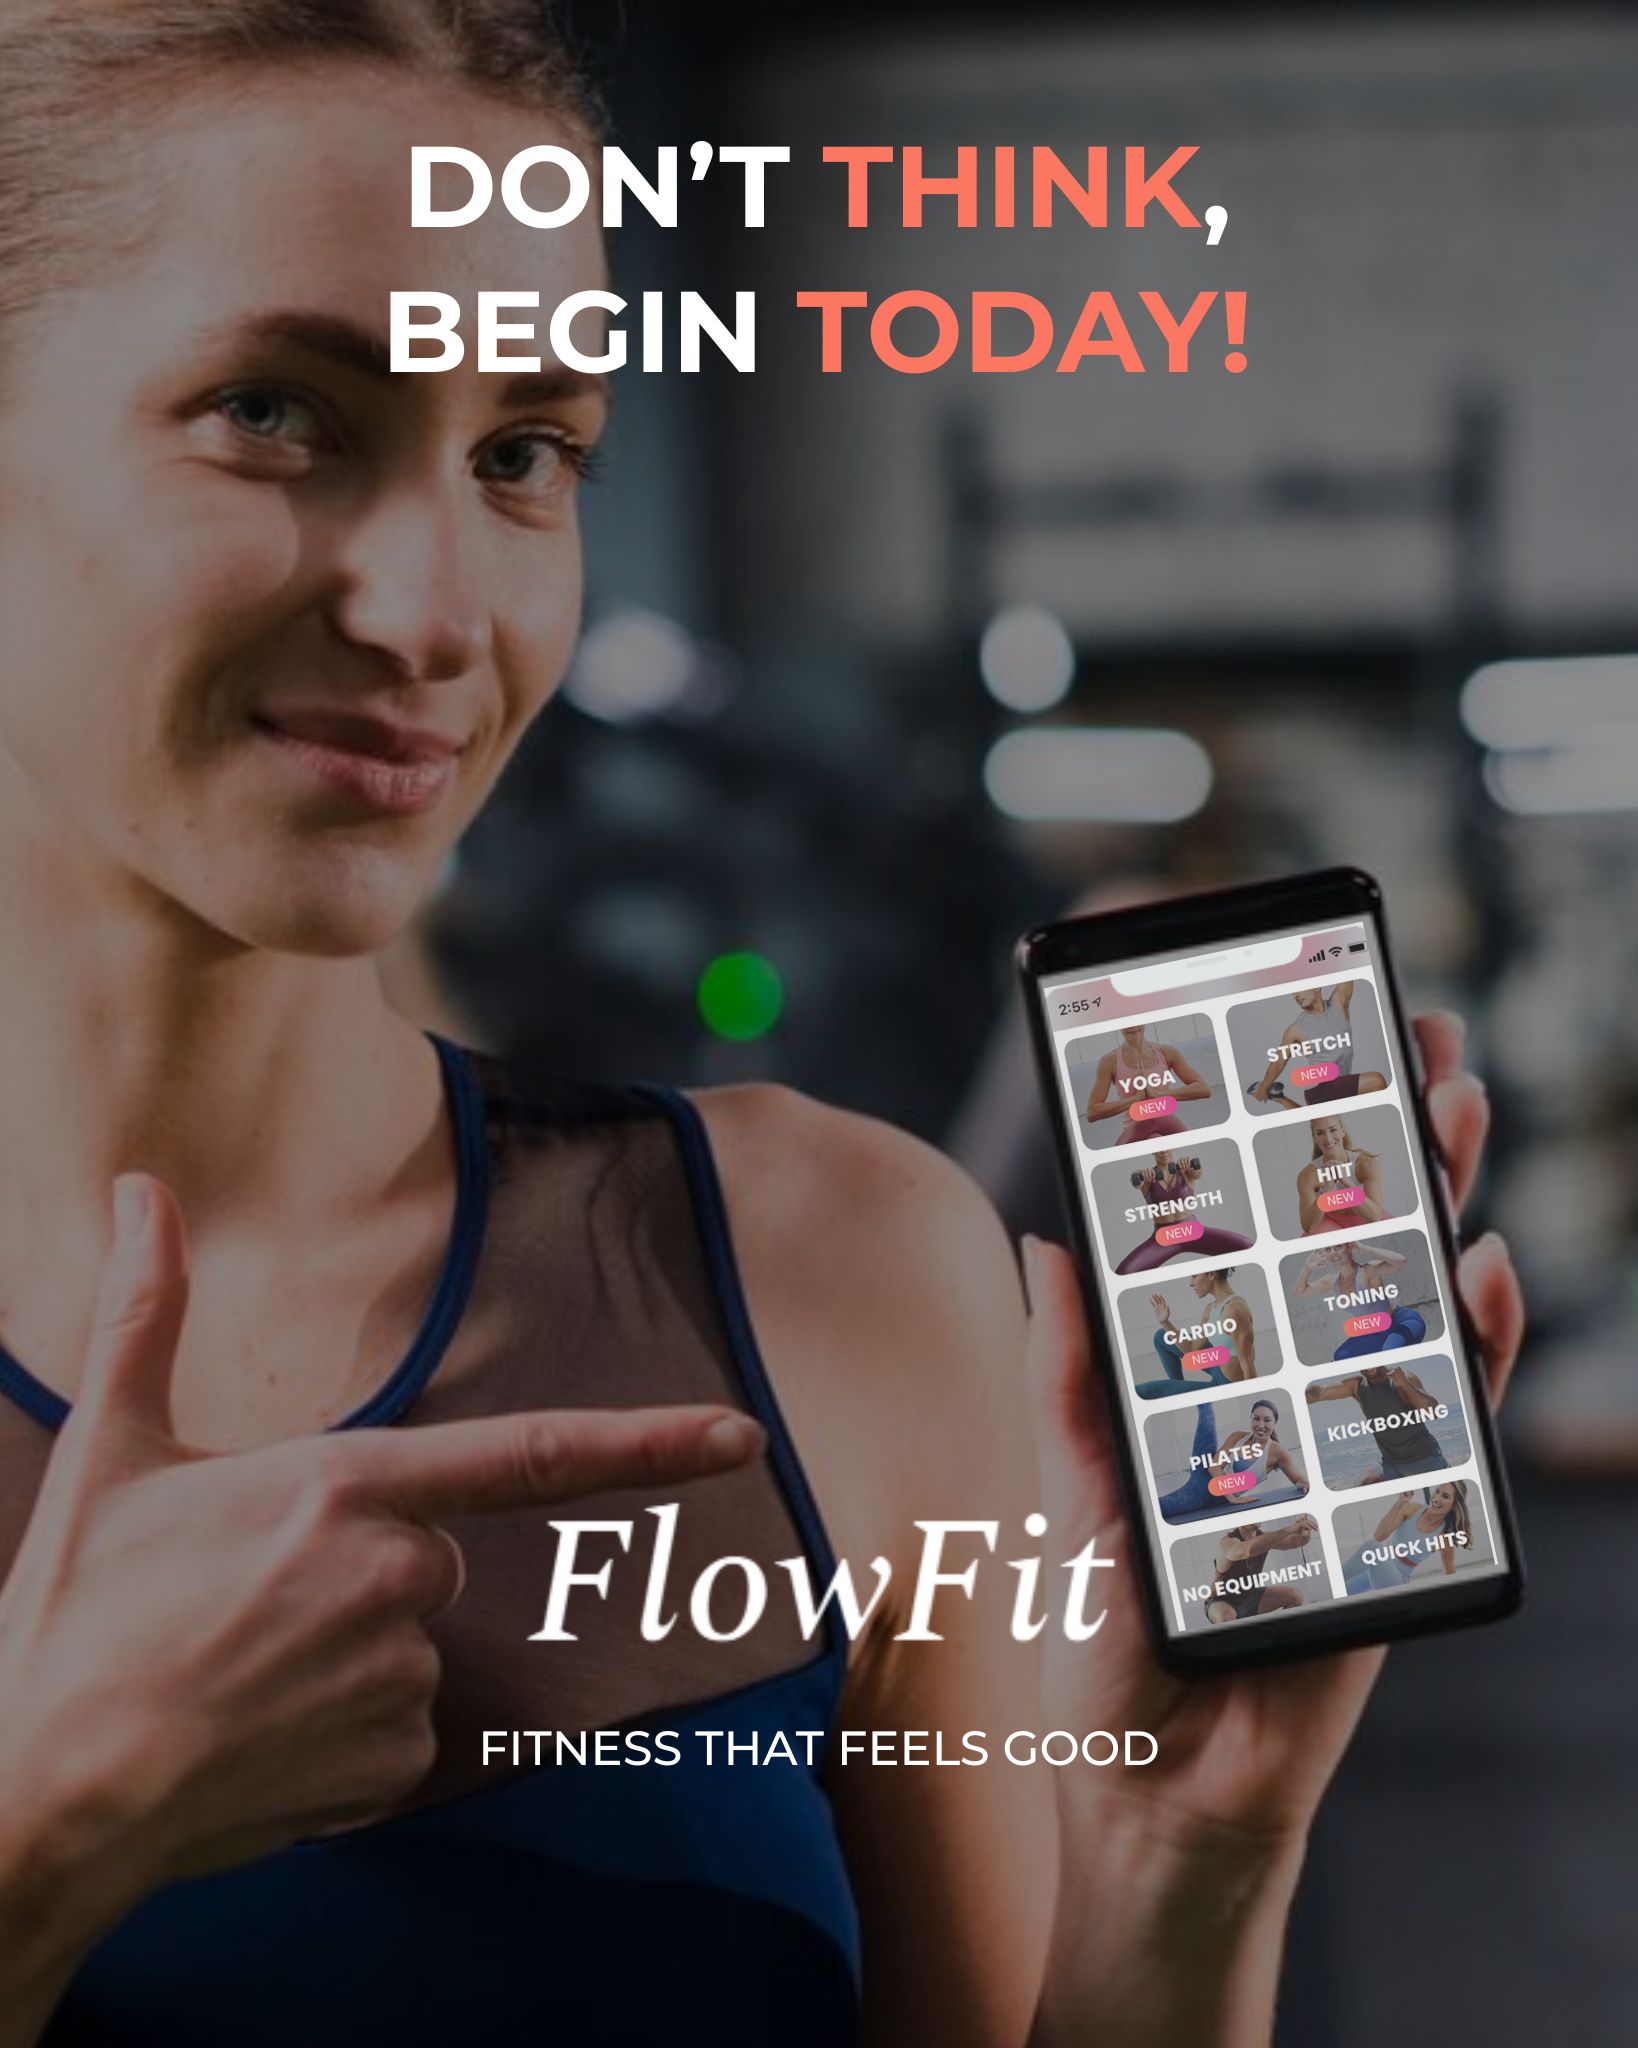 DON’T THINK,
BEGIN TODAY!
2:55
YOGA
NEW
STRETCH
NEW
STRENGTH
NEW
HIIT
NEW
CARDIO
NEW
TONING
NEW
PILATES
NEW
KICKBOXING
NO EQUIPMENT
QUICK HITS
FlowFit
FITNESS THAT FEELS GOOD